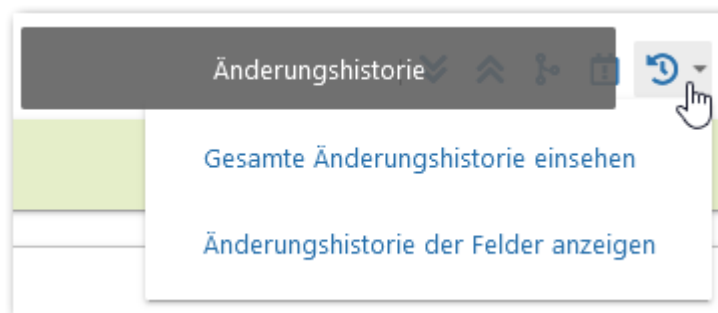 Änderungshistorie
Gesamte Änderungshistorie einsehen
Änderungshistorie der Felder anzeigen